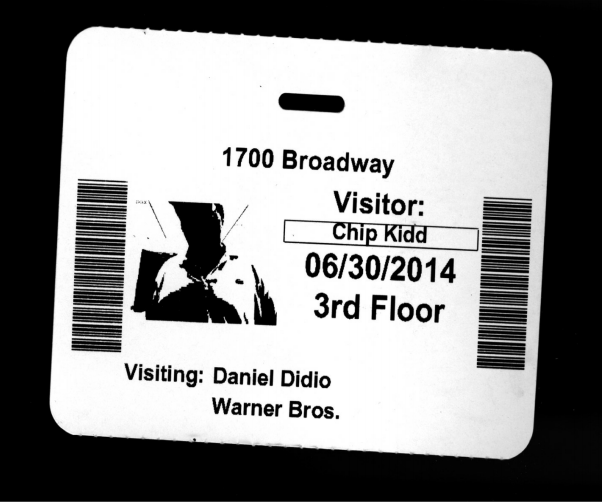 1700 Broadway
Visitor:
Chip Kidd
06/30/2014
3rd Floor
Visiting: Daniel Didio
Warner Bros.